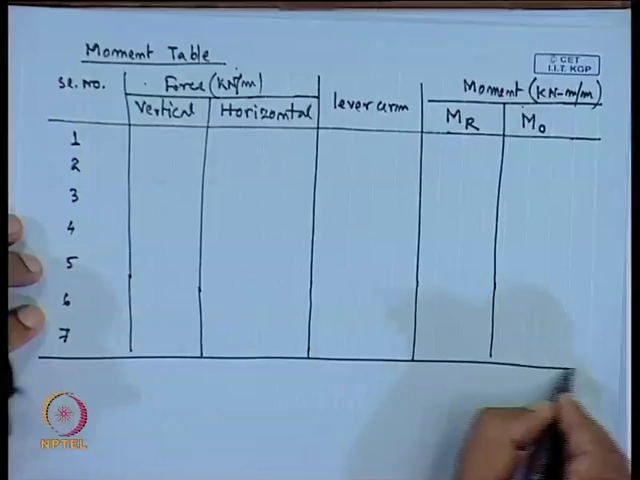 Moment Table
© CET
I.I.T. KGP
Sl. No.
Force (KN/m)
lever arm
Moment (KN-m/m)
Vertical
Horizontal
MR
Mo
1
2
3
4
5
6
7
NPTEL